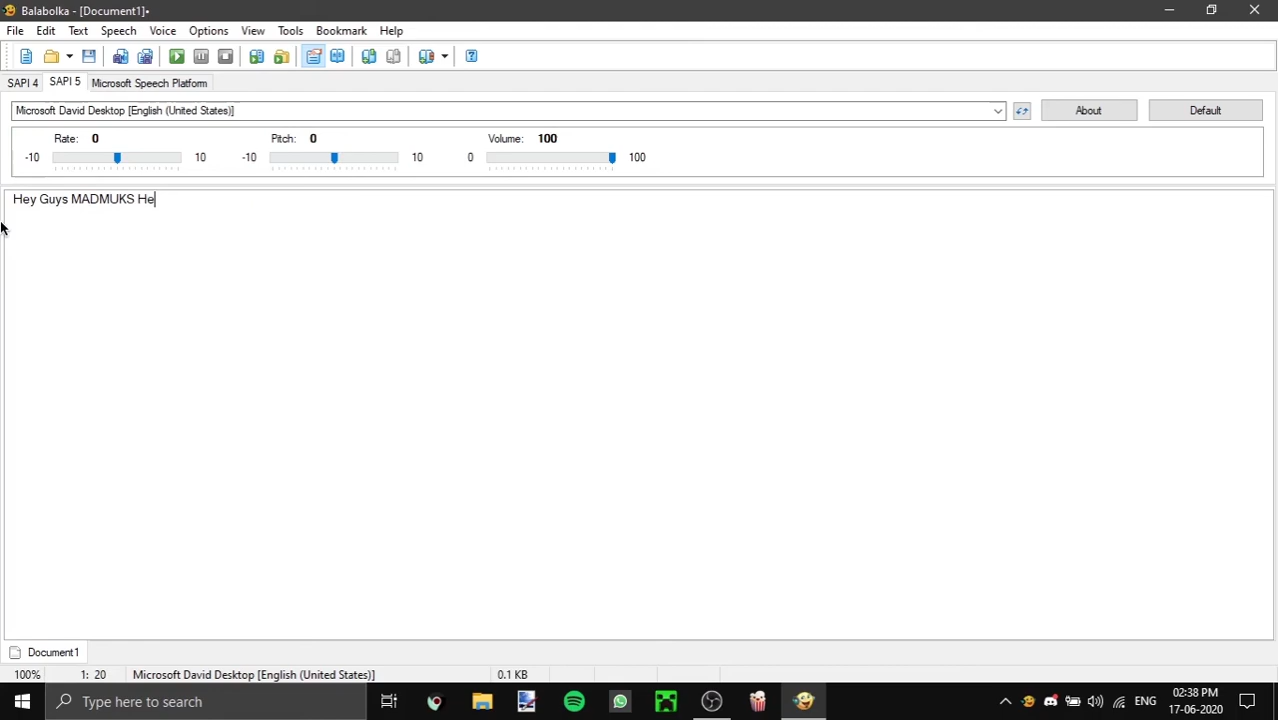 Balabolka - [Document1]•
File Edit Text Speech Voice Options View Tools Bookmark Help
SAPI 4 SAPI 5 Microsoft Speech Platform
Microsoft David Desktop [English (United States)] About Default
Rate: 0 Pitch: 0 Volume: 100
-10 10 -10 10 0 100
Hey Guys MADMUKS He
Document1
100% 1: 20 Microsoft David Desktop [English (United States)] 0.1 KB
Type here to search ENG 02:38 PM
17-06-2020